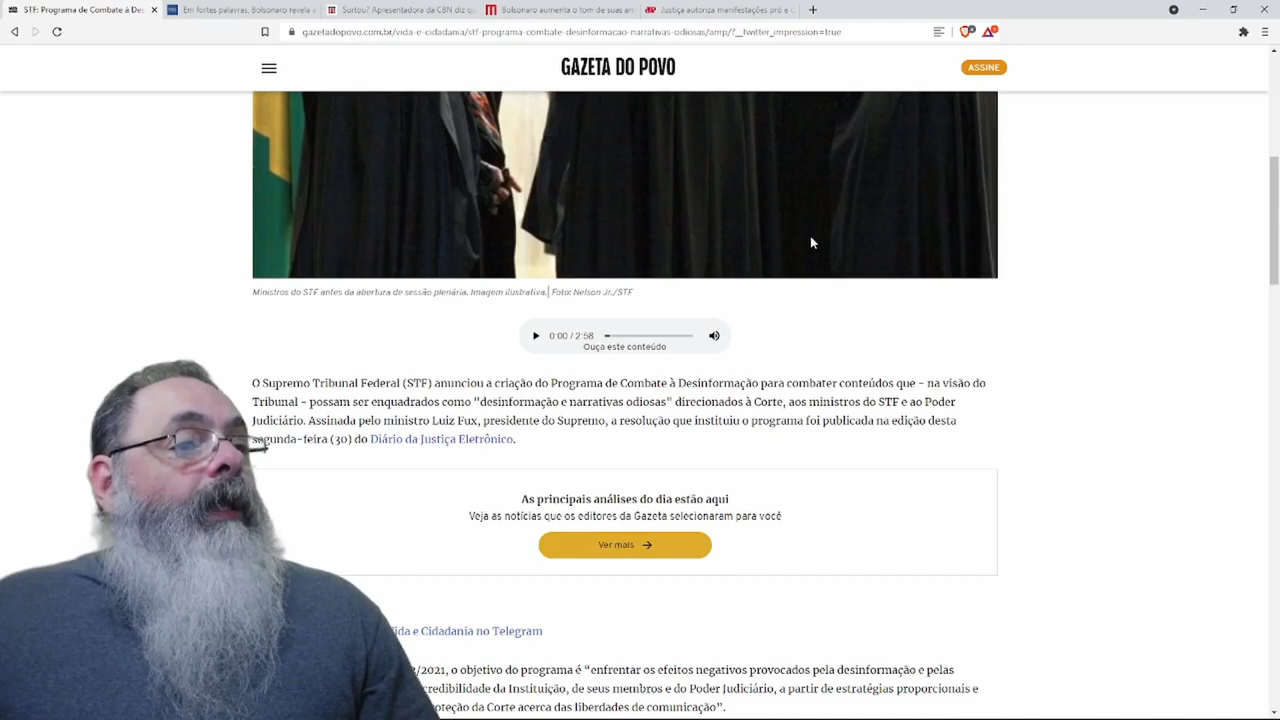 STF: Programa de Combate à Des
Em fortes palavras, Bolsonaro revela a
Surtou? Apresentadora da CBN diz qu
Bolsonaro aumenta o tom de suas am
Justiça autoriza manifestações pró e c
gazetadopovo.com.br/vida-e-cidadania/stf-programa-combate-desinformacao-narrativas-odiosas/amp/?__twitter_impression=true
GAZETA DO POVO
ASSINE
Ministros do STF antes da abertura de sessão plenária. Imagem ilustrativa.| Foto: Nelson Jr./STF
0:00 / 2:58
Ouça este conteúdo
O Supremo Tribunal Federal (STF) anunciou a criação do Programa de Combate à Desinformação para combater conteúdos que - na visão do
Tribunal - possam ser enquadrados como "desinformação e narrativas odiosas" direcionados à Corte, aos ministros do STF e ao Poder
Judiciário. Assinada pelo ministro Luiz Fux, presidente do Supremo, a resolução que instituiu o programa foi publicada na edição desta
segunda-feira (30) do Diário da Justiça Eletrônico.
As principais análises do dia estão aqui
Veja as notícias que os editores da Gazeta selecionaram para você
Ver mais →
Vida e Cidadania no Telegram
/2021, o objetivo do programa é “enfrentar os efeitos negativos provocados pela desinformação e pelas
credibilidade da Instituição, de seus membros e do Poder Judiciário, a partir de estratégias proporcionais e
proteção da Corte acerca das liberdades de comunicação”.